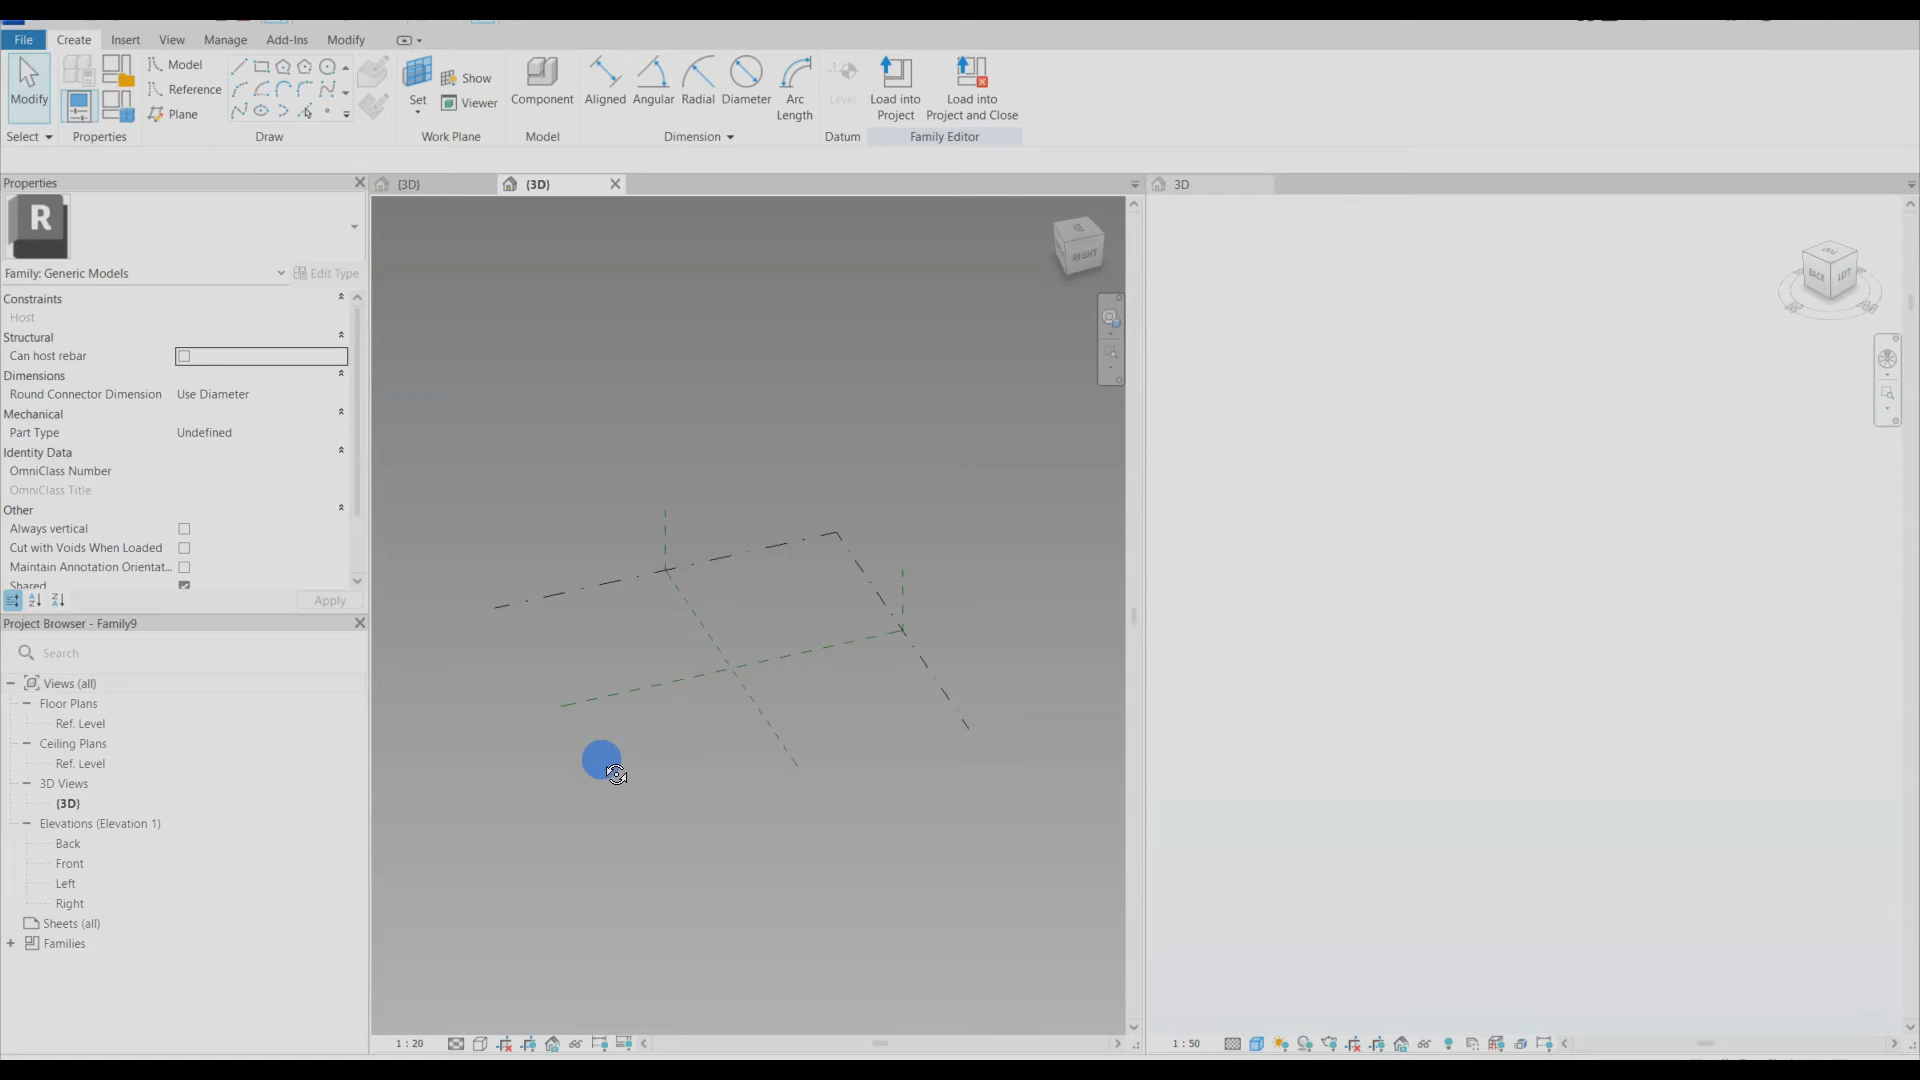 File Create Insert View Manage Add-Ins Modify
Modify
Model
Reference
Plane
Set
Show
Viewer
Component
Aligned Angular Radial Diameter Arc Length
Level
Load into Project
Load into Project and Close
Select Properties Draw Work Plane Model Dimension Datum Family Editor
Properties
{3D}
{3D}
3D
R
Family: Generic Models
Edit Type
Constraints
Host
Structural
Can host rebar
Dimensions
Round Connector Dimension Use Diameter
Mechanical
Part Type Undefined
Identity Data
OmniClass Number
OmniClass Title
Other
Always vertical
Cut with Voids When Loaded
Maintain Annotation Orientat...
Shared
Apply
Project Browser - Family9
Search
Views (all)
Floor Plans
Ref. Level
Ceiling Plans
Ref. Level
3D Views
{3D}
Elevations (Elevation 1)
Back
Front
Left
Right
Sheets (all)
Families
RIGHT
BACK LEFT
1 : 20
1 : 50